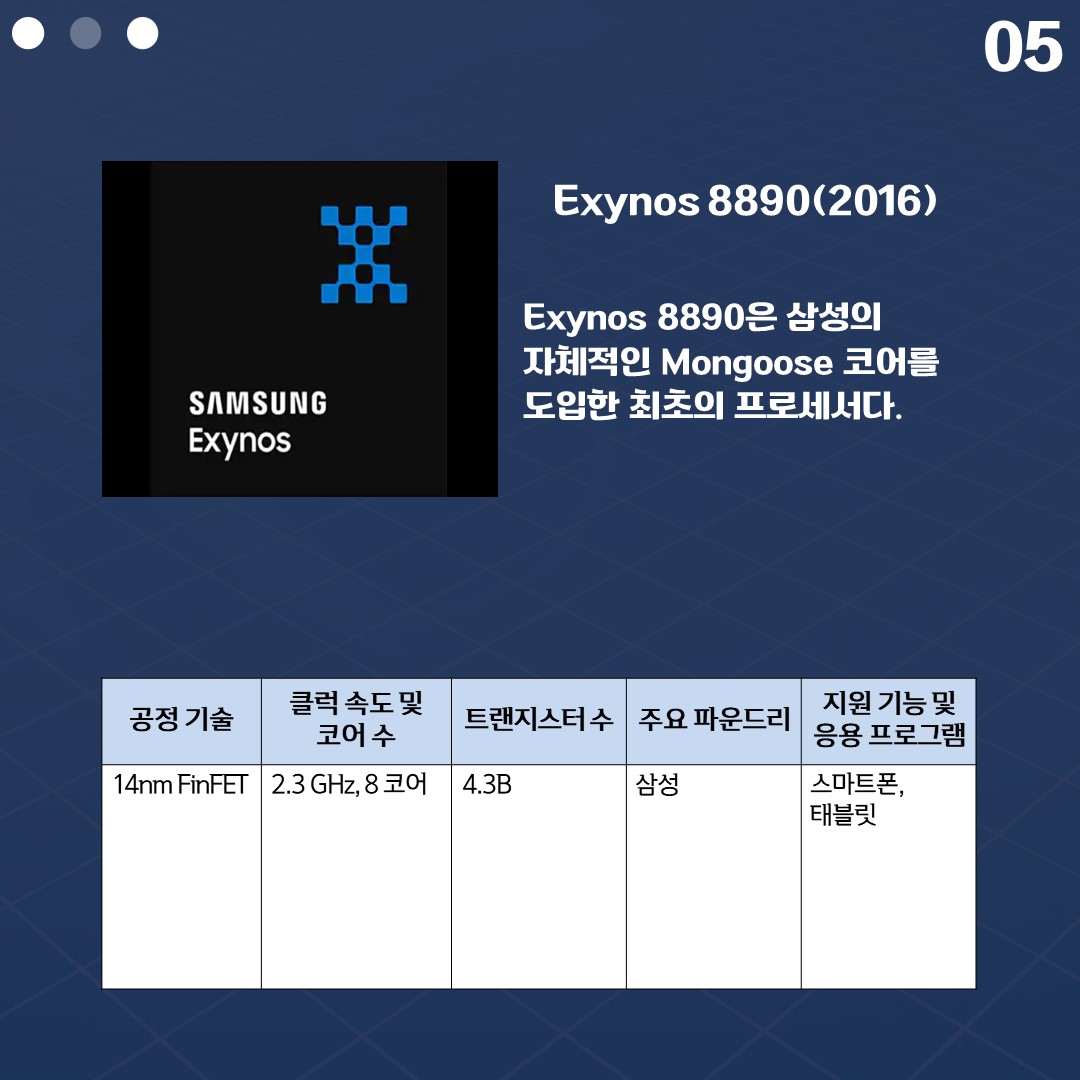 05
SAMSUNG
Exynos
Exynos 8890(2016)
Exynos 8890은 삼성의
자체적인 Mongoose 코어를
도입한 최초의 프로세서다.
공정 기술
클럭 속도 및
코어 수
트랜지스터 수
주요 파운드리
지원 기능 및
응용 프로그램
14nm FinFET
2.3 GHz, 8 코어
4.3B
삼성
스마트폰,
태블릿